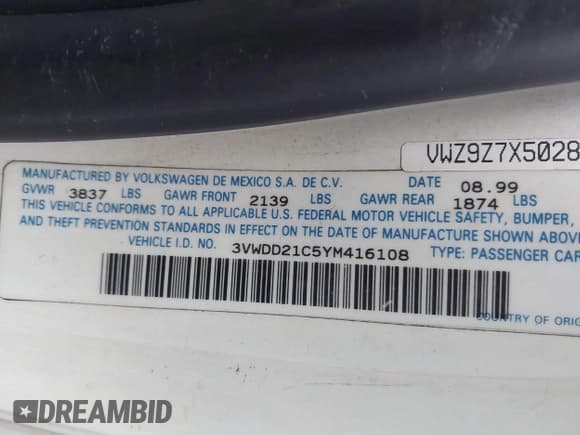 VWZ9Z7X5028
MANUFACTURED BY VOLKSWAGEN DE MEXICO S.A. DE C.V. DATE 08.99
GVWR 3837 LBS GAWR FRONT 2139 LBS GAWR REAR 1874 LBS
THIS VEHICLE CONFORMS TO ALL APPLICABLE U.S. FEDERAL MOTOR VEHICLE SAFETY, BUMPER,
AND THEFT PREVENTION STANDARDS IN EFFECT ON THE DATE OF MANUFACTURE SHOWN ABOVE
VEHICLE I.D. NO. 3VWDD21C5YM416108 TYPE: PASSENGER CAR
COUNTRY OF ORIG
DREAMBID